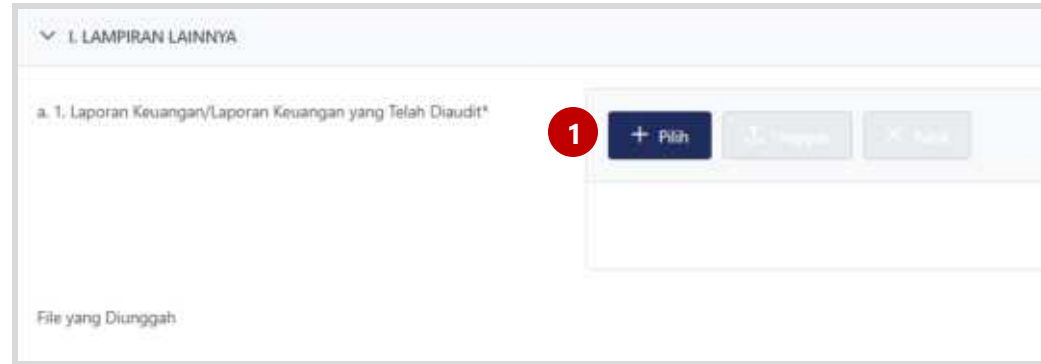 I. LAMPIRAN LAINNYA
a. 1. Laporan Keuangan/Laporan Keuangan yang Telah Diaudit*
1
+ Pilih
File yang Diunggah